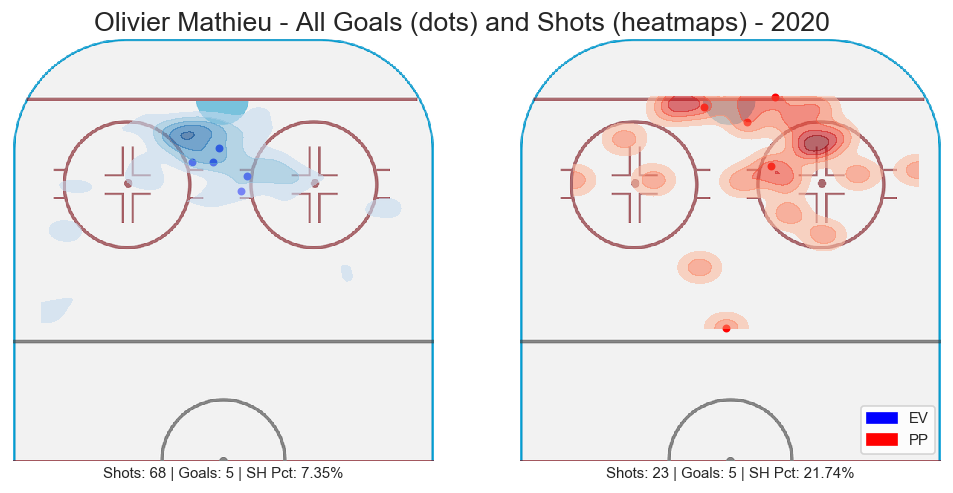 Olivier Mathieu - All Goals (dots) and Shots (heatmaps) - 2020
EV
PP
Shots: 68 | Goals: 5 | SH Pct: 7.35%
Shots: 23 | Goals: 5 | SH Pct: 21.74%